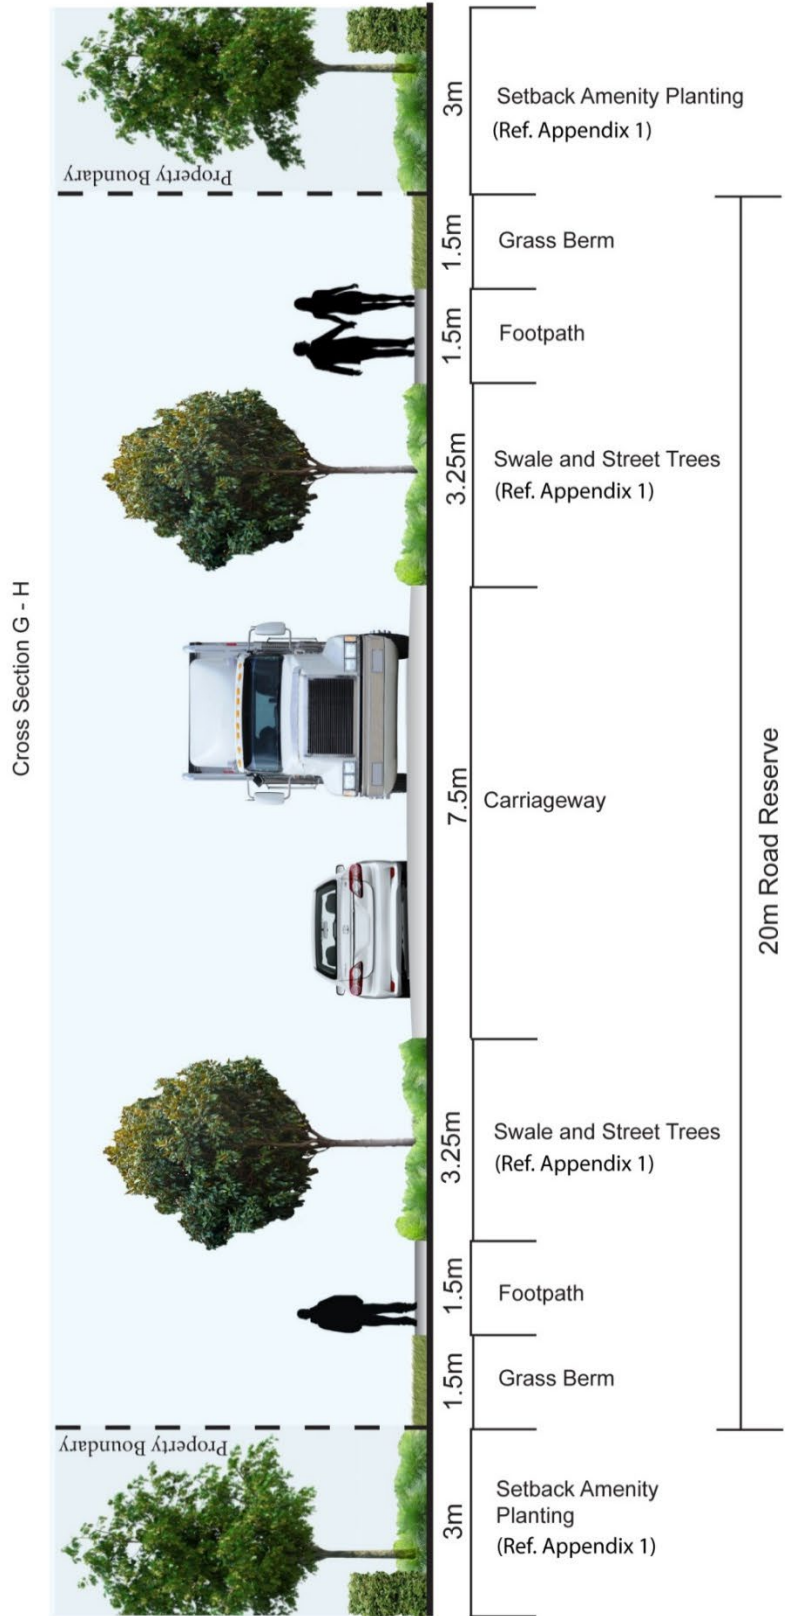 Cross Section G - H
Property Boundary
3m
Setback Amenity Planting
(Ref. Appendix 1)
1.5m
Grass Berm
1.5m
Footpath
3.25m
Swale and Street Trees
(Ref. Appendix 1)
7.5m
Carriageway
20m Road Reserve
3.25m
Swale and Street Trees
(Ref. Appendix 1)
1.5m
Footpath
1.5m
Grass Berm
Property Boundary
3m
Setback Amenity
Planting
(Ref. Appendix 1)